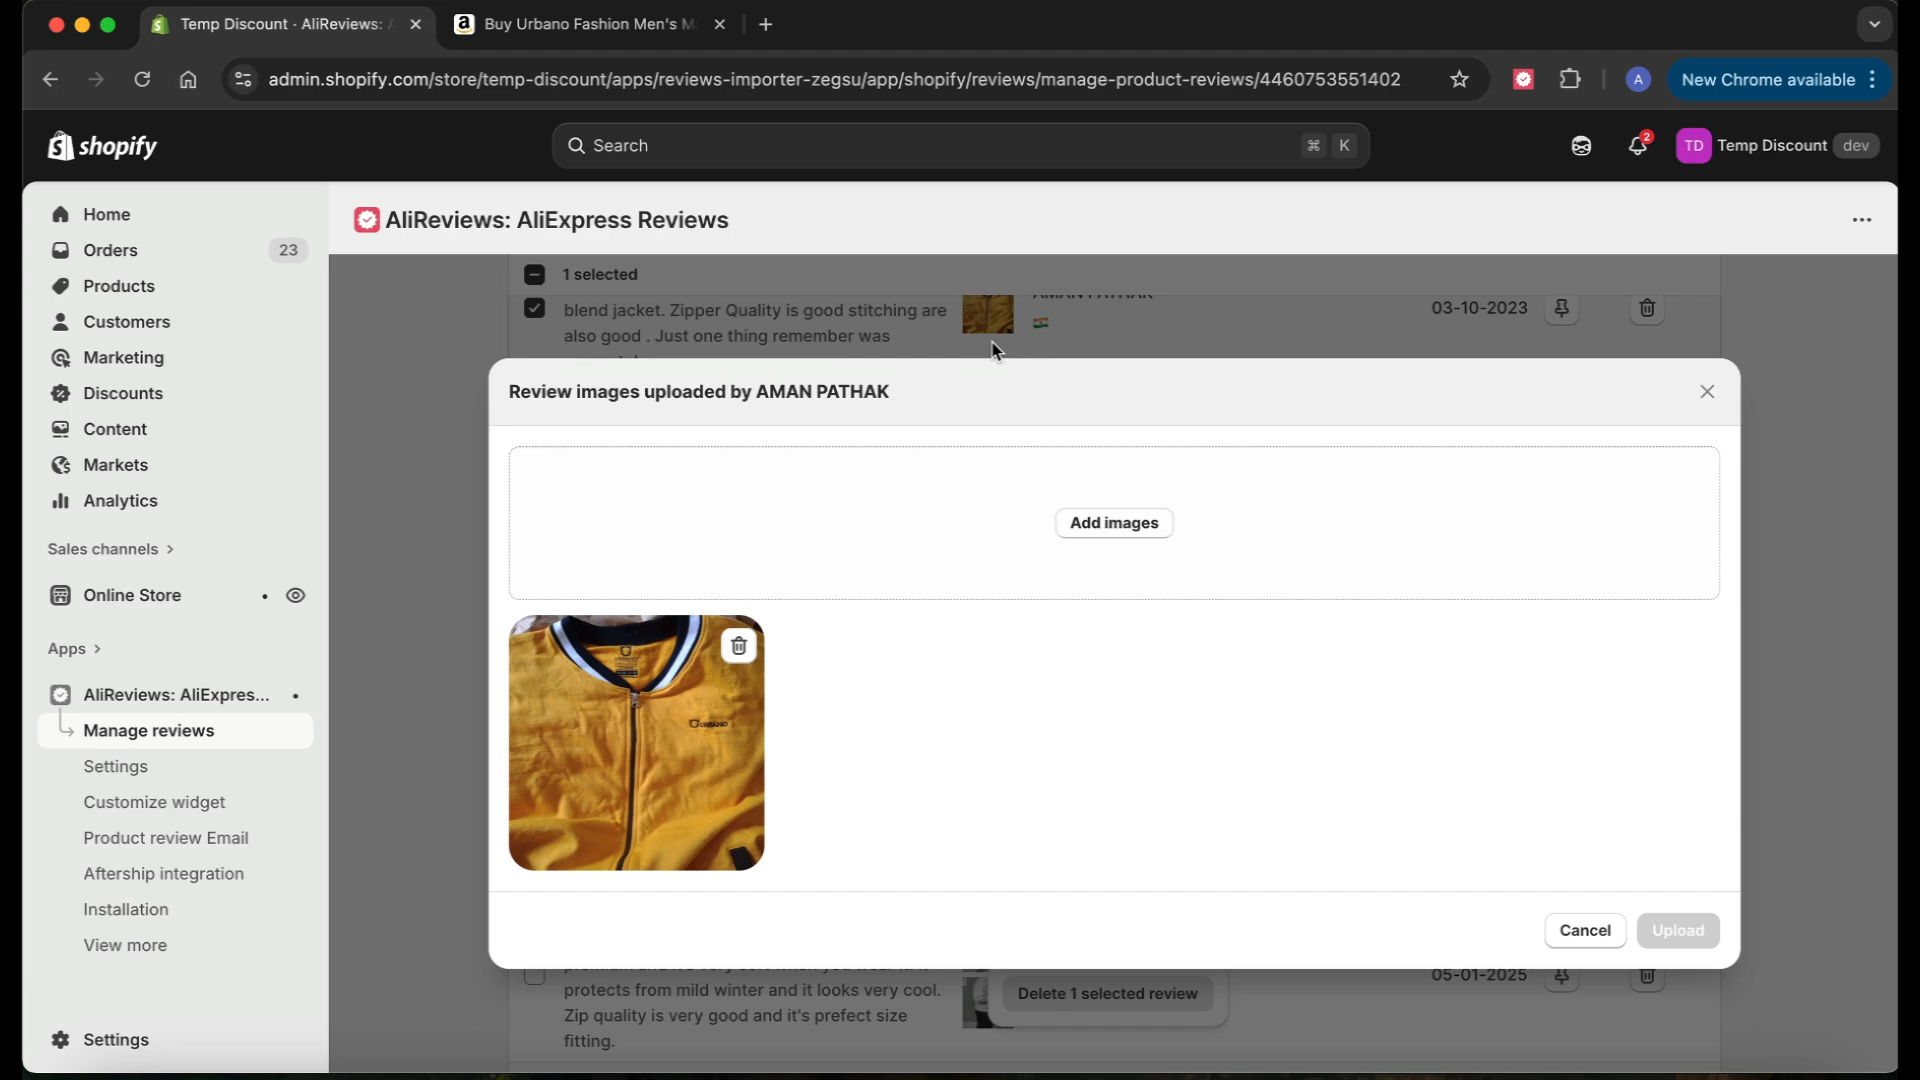 Temp Discount · AliReviews:
Buy Urbano Fashion Men's M
admin.shopify.com/store/temp-discount/apps/reviews-importer-zegsu/app/shopify/reviews/manage-product-reviews/4460753551402
A
New Chrome available
shopify
Search
⌘ K
2
TD
Temp Discount
dev
Home
Orders
23
Products
Customers
Marketing
Discounts
Content
Markets
Analytics
Sales channels
Online Store
Apps
AliReviews: AliExpres...
Manage reviews
Settings
Customize widget
Product review Email
Aftership integration
Installation
View more
Settings
AliReviews: AliExpress Reviews
1 selected
blend jacket. Zipper Quality is good stitching are
also good . Just one thing remember was
AMAN PATHAK
03-10-2023
Review images uploaded by AMAN PATHAK
Add images
URBANO
URBANO
Cancel
Upload
protects from mild winter and it looks very cool.
Zip quality is very good and it's prefect size
fitting.
05-01-2025
Delete 1 selected review